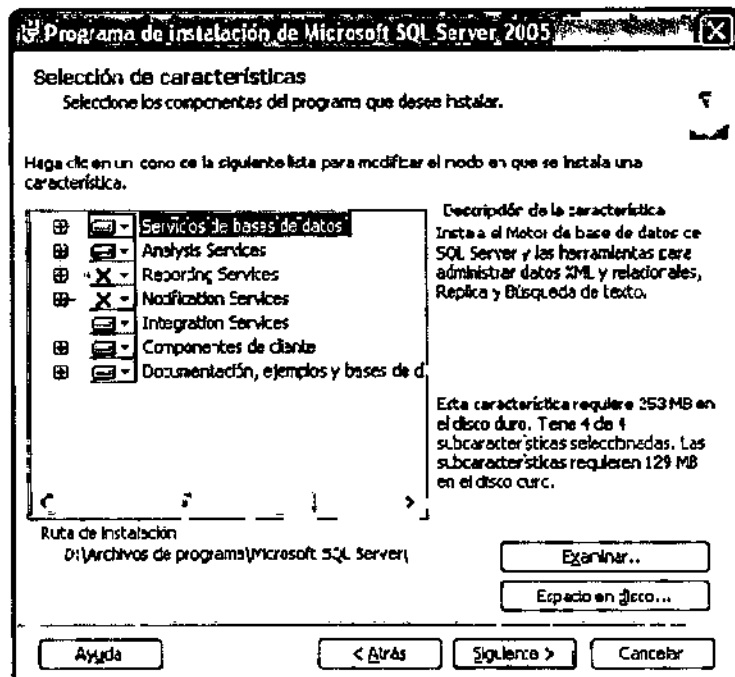 Programa de instalación de Microsoft SQL Server 2005
Selección de características
Seleccione los componentes del programa que desea instalar.
Haga clic en un icono de la siguiente lista para modificar el modo en que se instala una
característica.
Servicios de bases de datos
Analysis Services
Reporting Services
Notification Services
Integration Services
Componentes de cliente
Documentación, ejemplos y bases de d
Descripción de la característica
Instala el Motor de base de datos de
SQL Server y las herramientas para
administrar datos XML y relacionales,
Replica y Búsqueda de texto.
Esta característica requiere 253 MB en
el disco duro. Tiene 4 de 4
subcaracterísticas seleccionadas. Las
subcaracterísticas requieren 129 MB
en el disco duro.
Ruta de instalación
D:\Archivos de programa\Microsoft SQL Server\
Examinar...
Espacio en disco...
Ayuda
< Atrás
Siguiente >
Cancelar